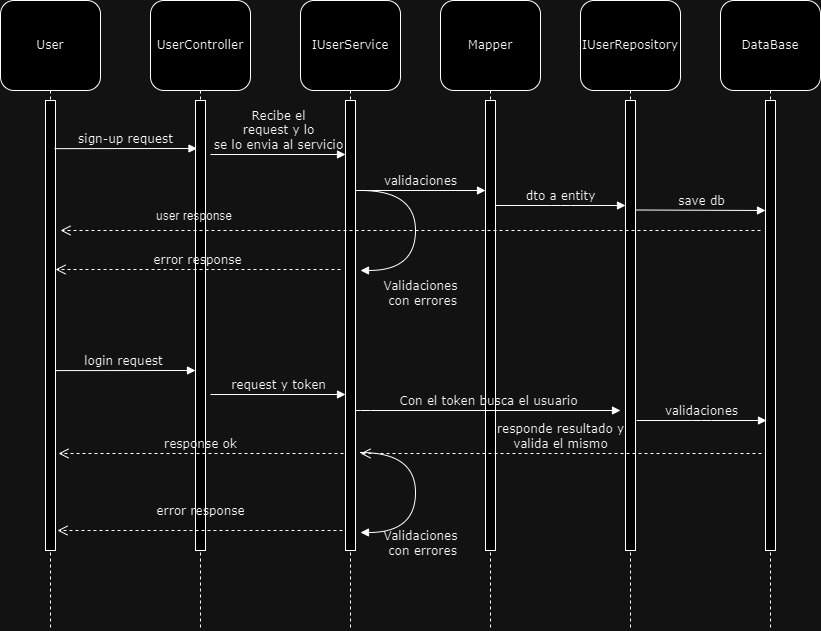 User
UserController
IUserService
Mapper
IUserRepository
DataBase
Recibe el
request y lo
se lo envia al servicio
sign-up request
validaciones
dto a entity
save db
user response
error response
Validaciones
con errores
login request
request y token
Con el token busca el usuario
validaciones
responde resultado y
valida el mismo
response ok
error response
Validaciones
con errores